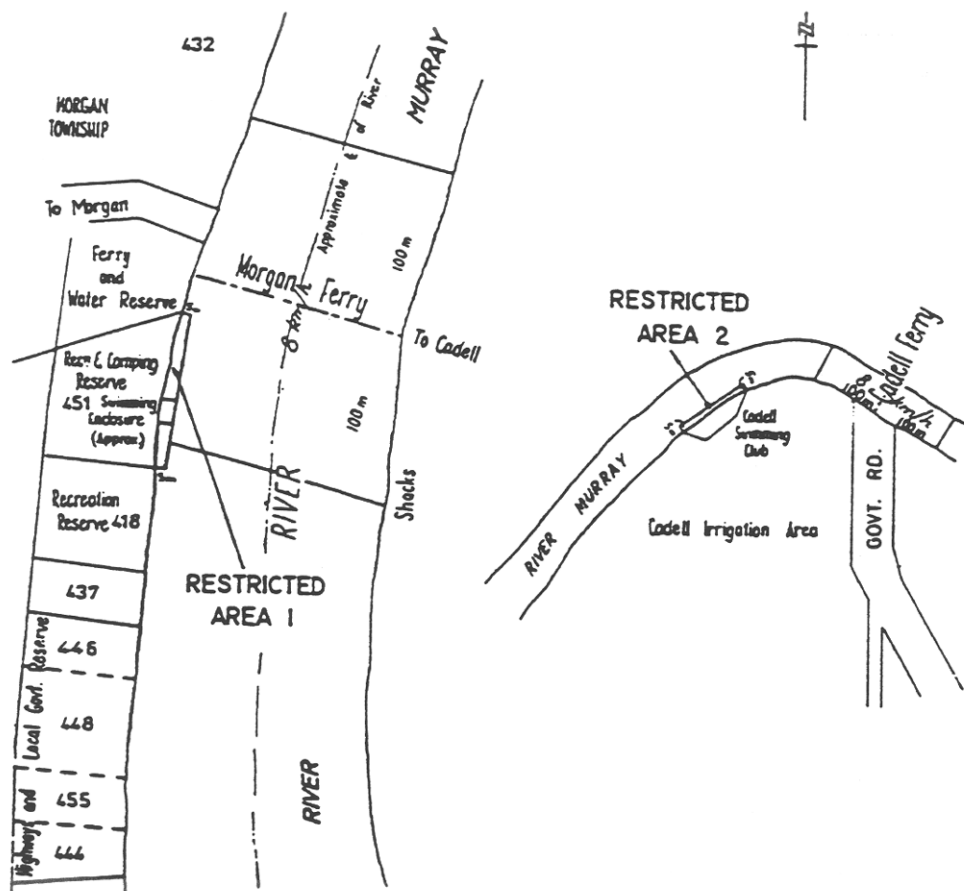 432
MORGAN
TOWNSHIP
To Morgan
Ferry
and
Water Reserve
Recn & Camping
Reserve
451 Swimming
Enclosure
(Approx.)
Recreation
Reserve 418
437
446
448
455
444
Local Govt. Reserve
Highways and
MURRAY
Approximate ℄ of River
100m
Morgan Ferry
8 km/h
To Cadell
100m
Shacks
RIVER
RESTRICTED
AREA 1
RIVER
RESTRICTED
AREA 2
Cadell Ferry
8 km/h
100m
100m
Cadell
Swimming
Club
RIVER MURRAY
Cadell Irrigation Area
GOVT. RD.